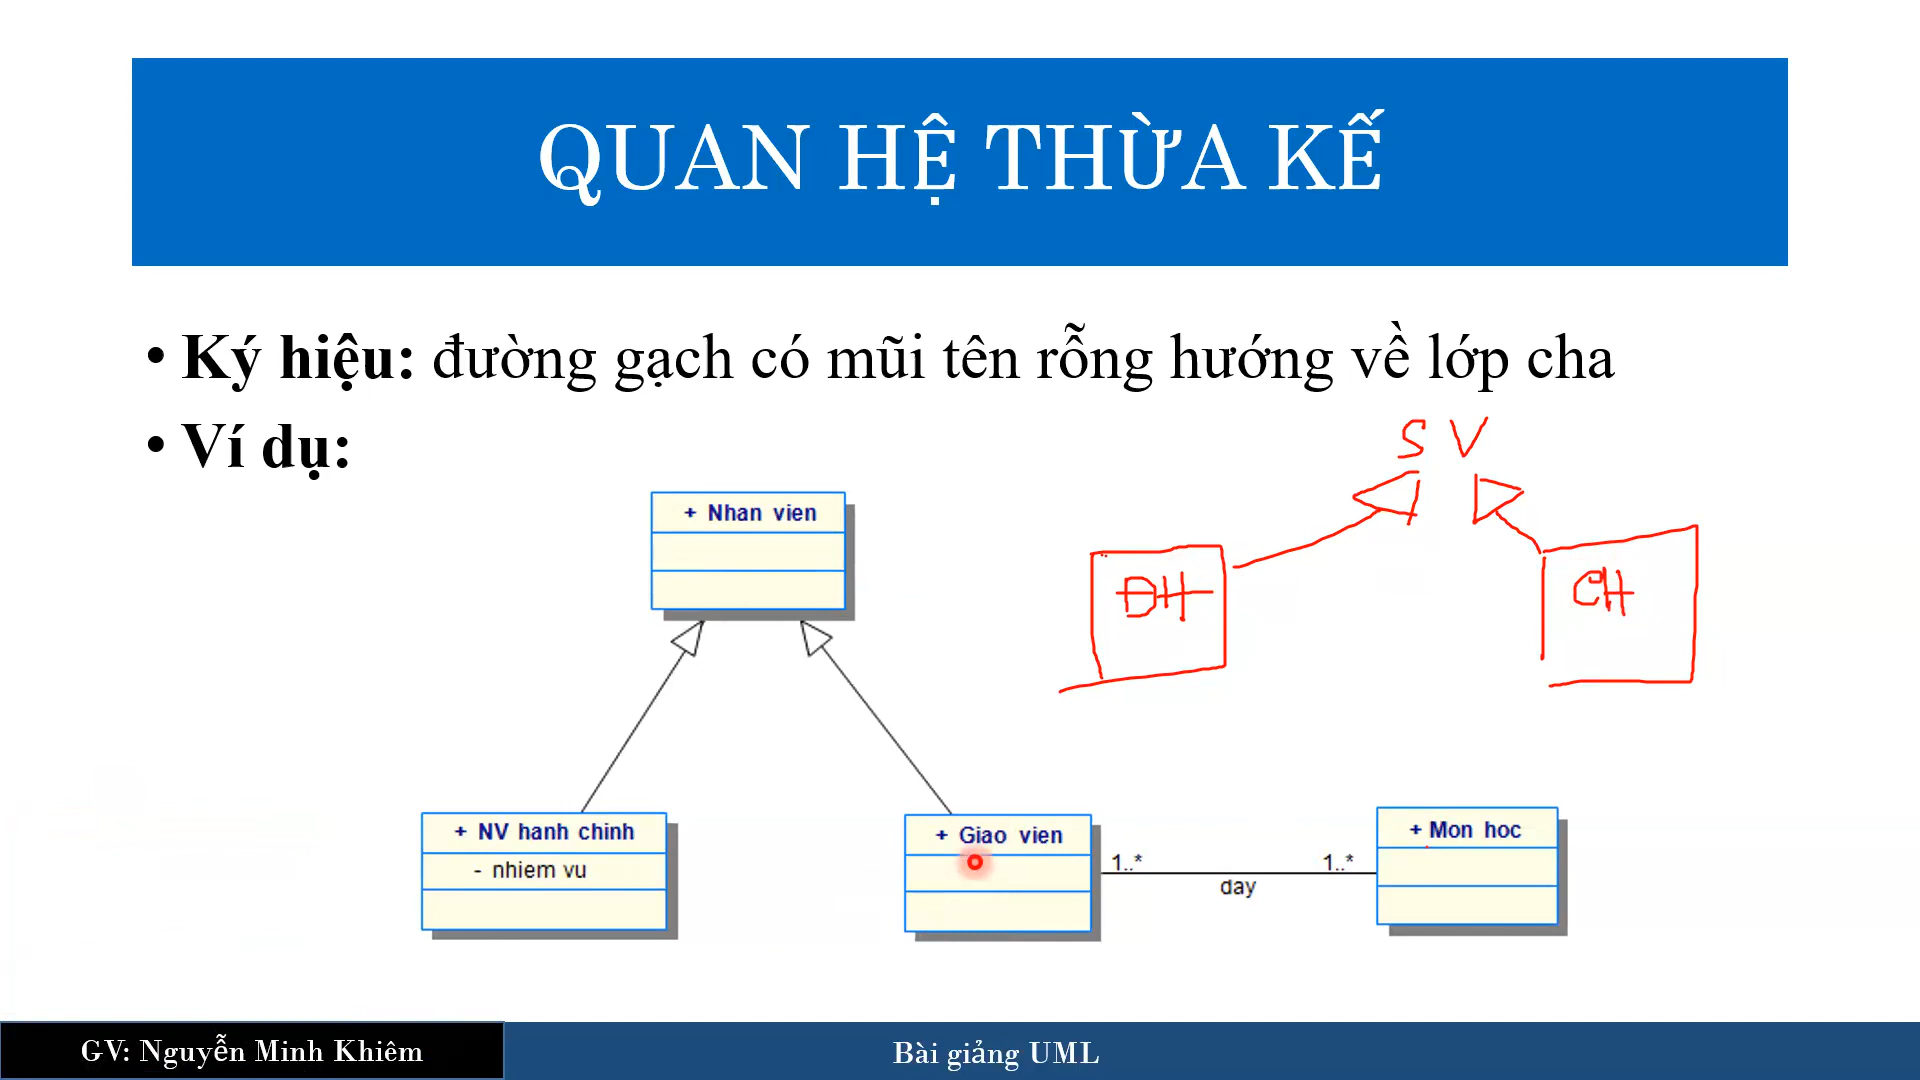 QUAN HỆ THỪA KẾ
• Ký hiệu: đường gạch có mũi tên rỗng hướng về lớp cha
• Ví dụ:
S V
+ Nhan vien
ĐH
CH
+ NV hanh chinh
- nhiem vu
+ Giao vien
1..* 1..*
day
+ Mon hoc
GV: Nguyễn Minh Khiêm
Bài giảng UML